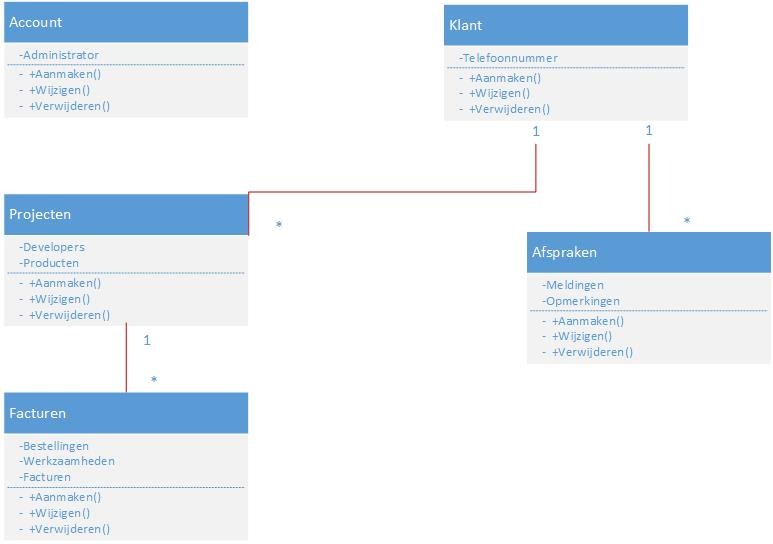 Account
-Administrator
- +Aanmaken()
- +Wijzigen()
- +Verwijderen()
Klant
-Telefoonnummer
- +Aanmaken()
- +Wijzigen()
- +Verwijderen()
1
1
Projecten
-Developers
-Producten
- +Aanmaken()
- +Wijzigen()
- +Verwijderen()
*
*
Afspraken
-Meldingen
-Opmerkingen
- +Aanmaken()
- +Wijzigen()
- +Verwijderen()
1
*
Facturen
-Bestellingen
-Werkzaamheden
-Facturen
- +Aanmaken()
- +Wijzigen()
- +Verwijderen()